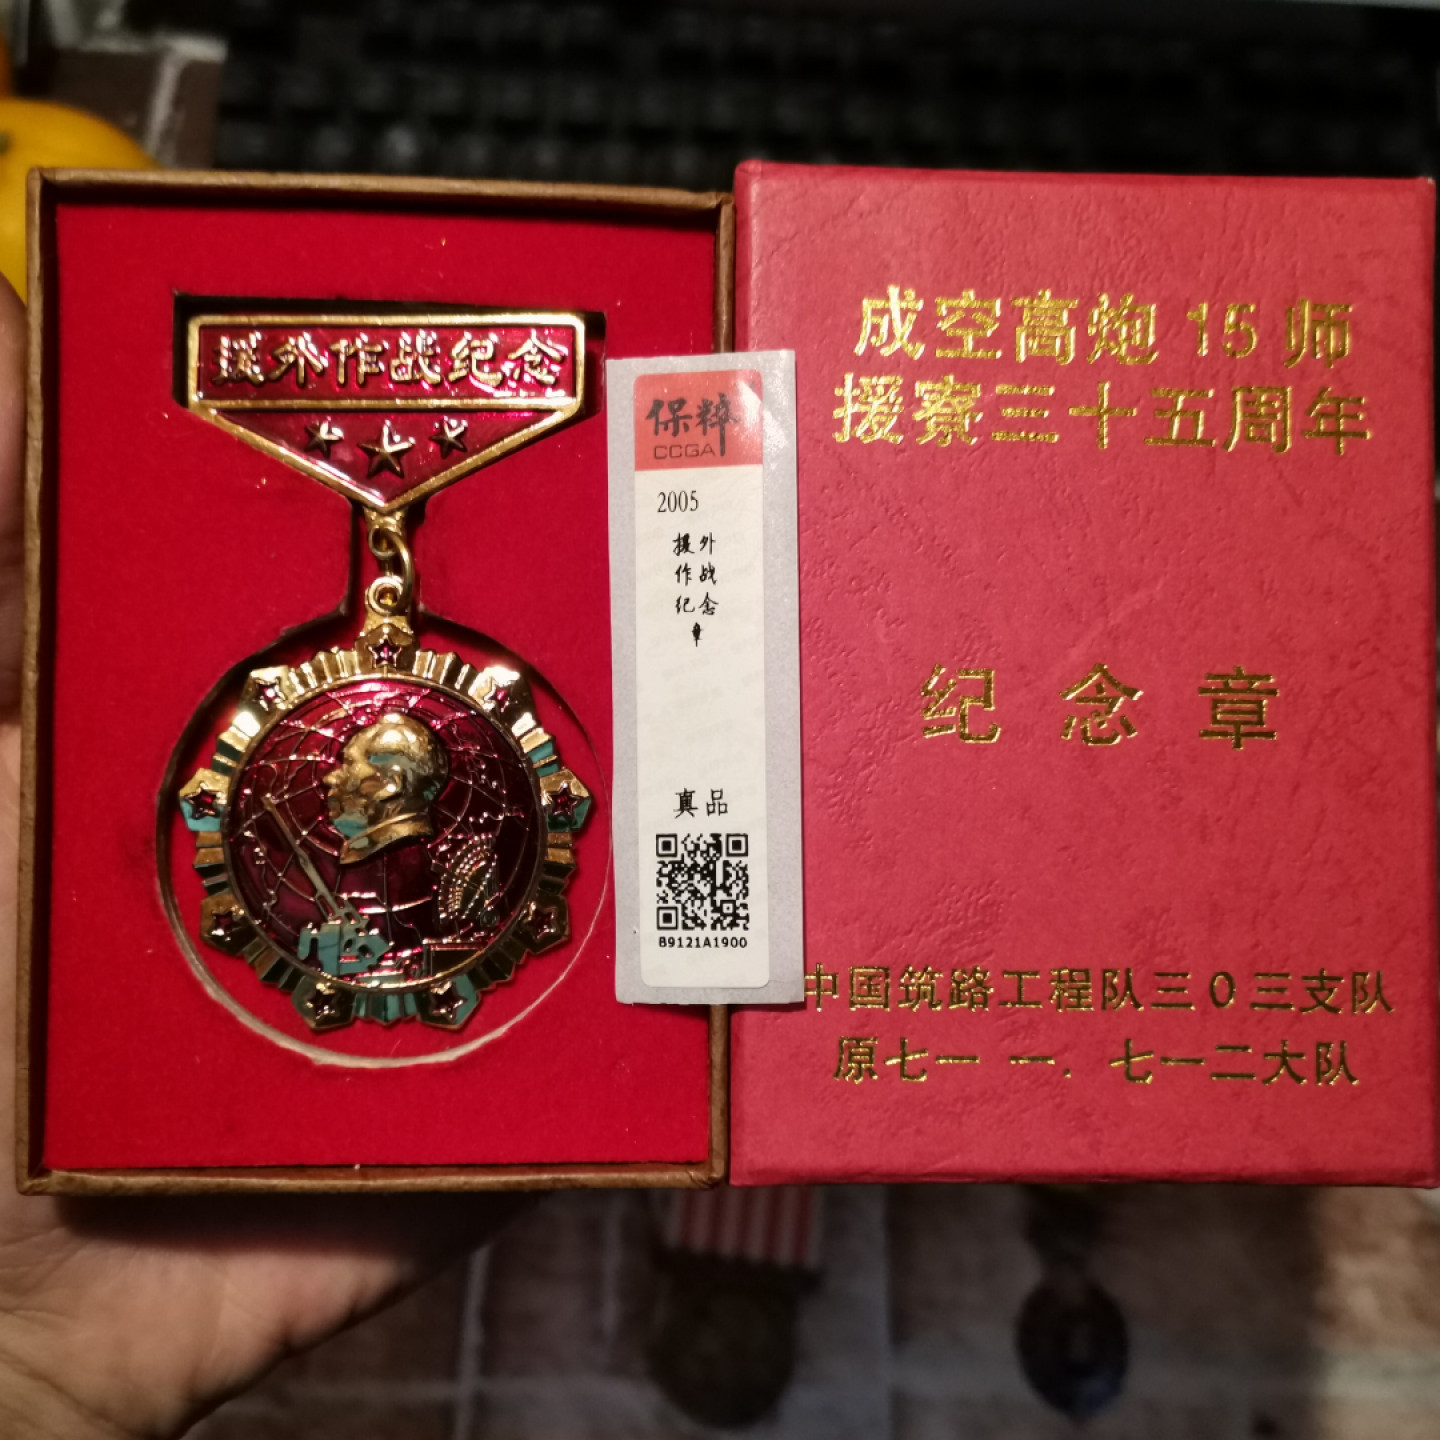 援外作战纪念
保粹
CCGA
2005
援外
作战
纪念
章
真品
B9121A1900
成空高炮15师
援寮三十五周年
纪念章
中国筑路工程队三0三支队
原七一一.七一二大队